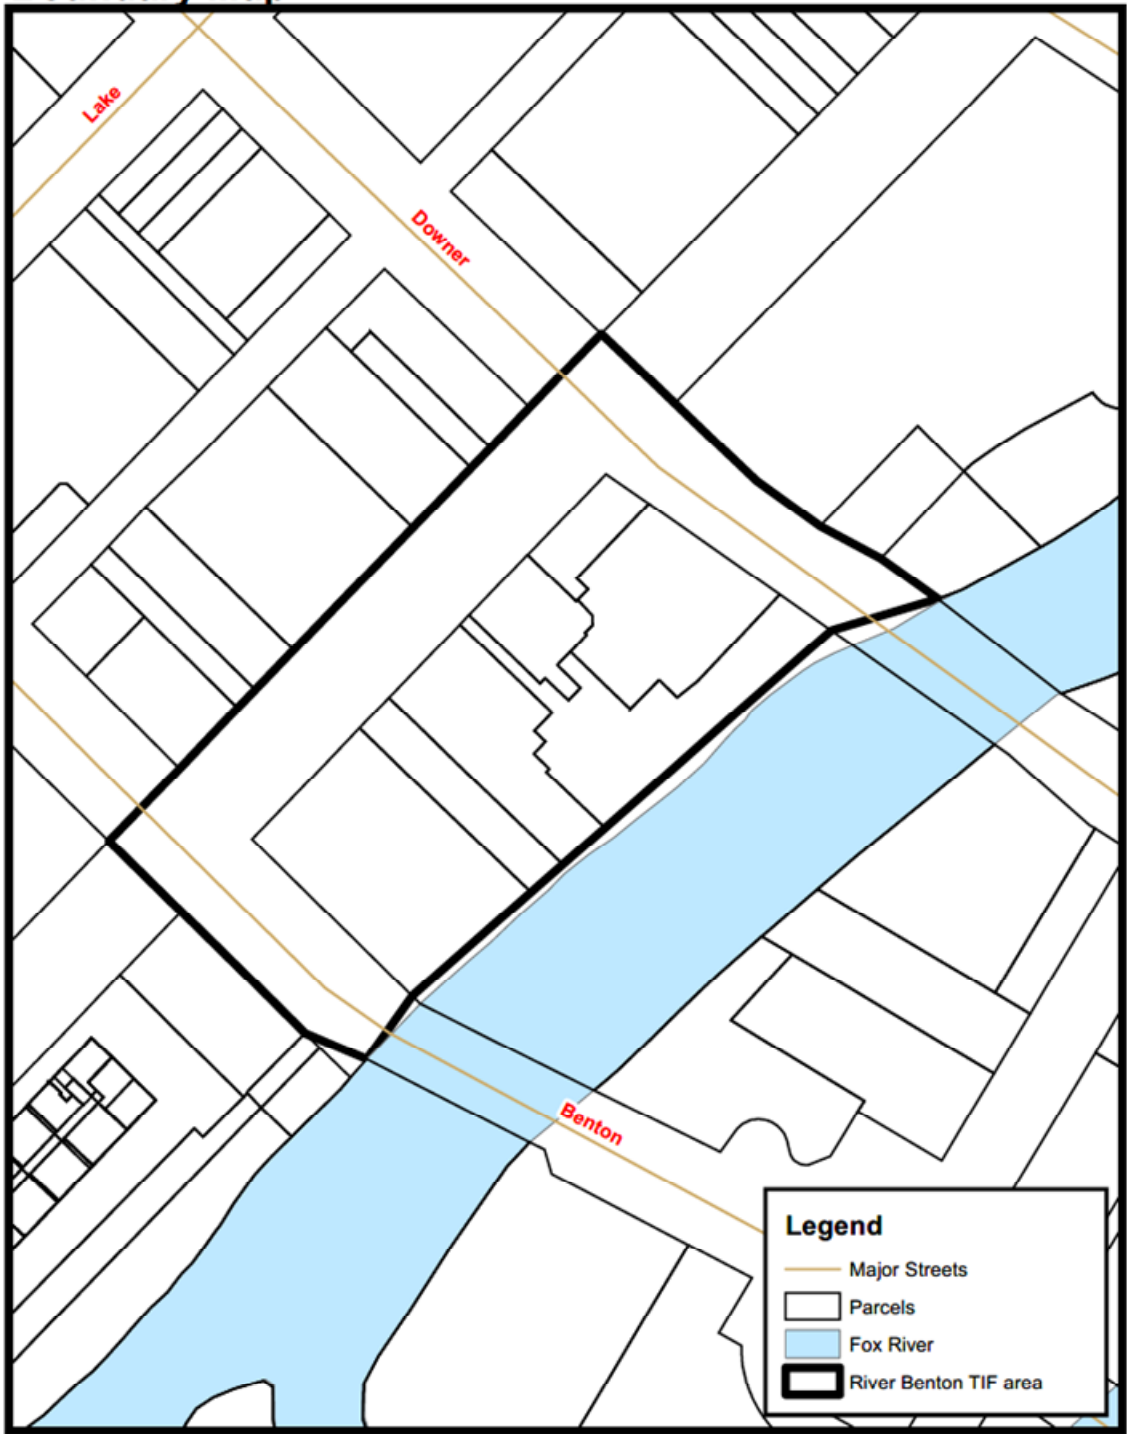 Lake
Downer
Benton
Legend
Major Streets
Parcels
Fox River
River Benton TIF area